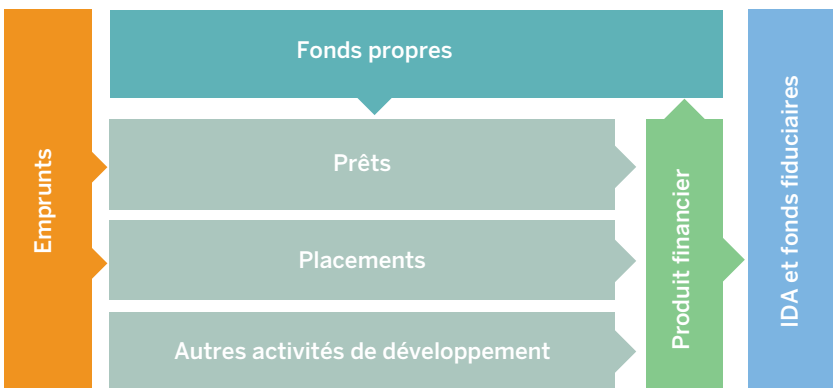 Fonds propres
Emprunts
Prêts
Placements
Autres activités de développement
Produit financier
IDA et fonds fiduciaires